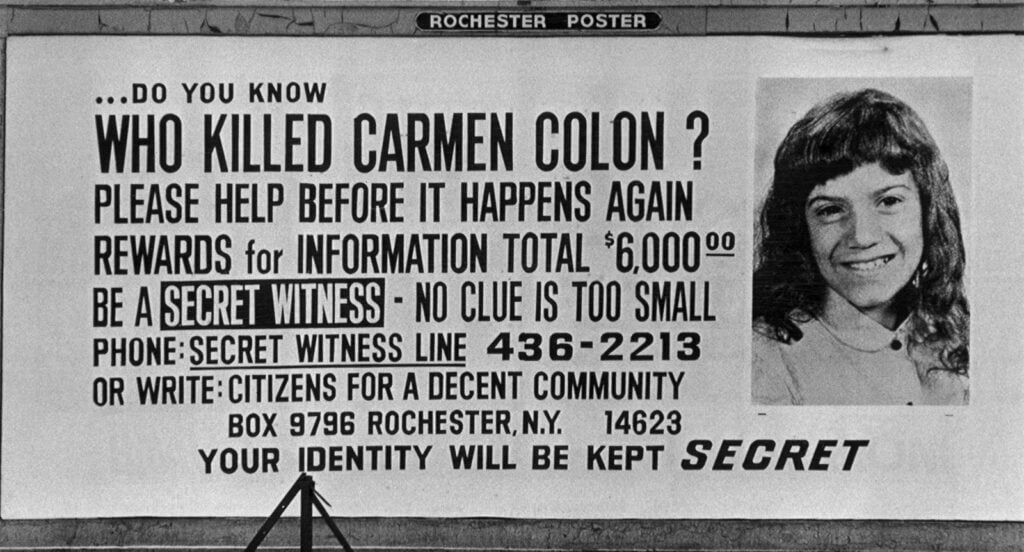 ROCHESTER POSTER
...DO YOU KNOW
WHO KILLED CARMEN COLON ?
PLEASE HELP BEFORE IT HAPPENS AGAIN
REWARDS for INFORMATION TOTAL $6,000 00
BE A SECRET WITNESS - NO CLUE IS TOO SMALL
PHONE: SECRET WITNESS LINE 436-2213
OR WRITE: CITIZENS FOR A DECENT COMMUNITY
BOX 9796 ROCHESTER, N.Y. 14623
YOUR IDENTITY WILL BE KEPT SECRET